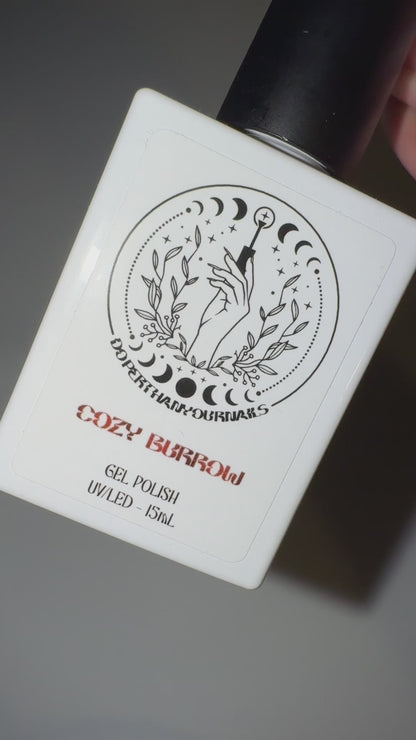 DOPERTHANYOURNAILS
COZY BURROW
GEL POLISH
UV/LED - 15mL